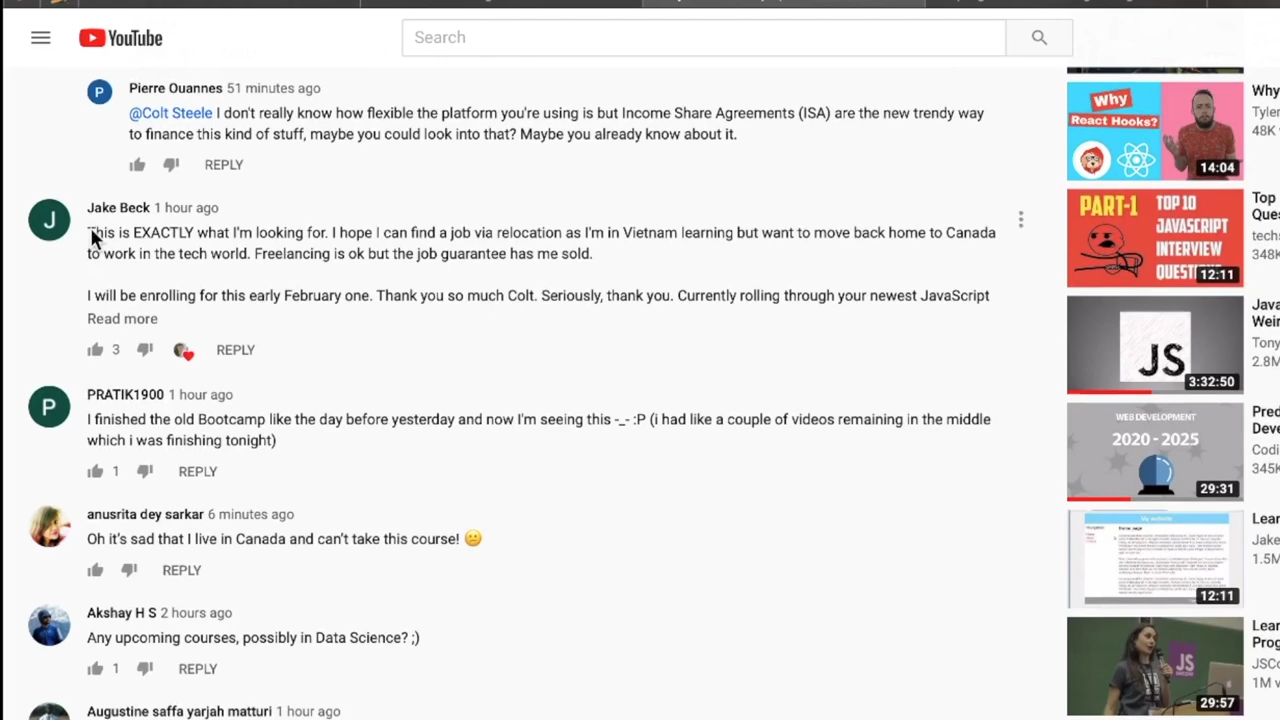 YouTube
Search
Pierre Ouannes 51 minutes ago
@Colt Steele I don't really know how flexible the platform you're using is but Income Share Agreements (ISA) are the new trendy way
to finance this kind of stuff, maybe you could look into that? Maybe you already know about it.
REPLY
Jake Beck 1 hour ago
This is EXACTLY what I'm looking for. I hope I can find a job via relocation as I'm in Vietnam learning but want to move back home to Canada
to work in the tech world. Freelancing is ok but the job guarantee has me sold.
I will be enrolling for this early February one. Thank you so much Colt. Seriously, thank you. Currently rolling through your newest JavaScript
Read more
3 REPLY
PRATIK1900 1 hour ago
I finished the old Bootcamp like the day before yesterday and now I'm seeing this -_- :P (i had like a couple of videos remaining in the middle
which i was finishing tonight)
1 REPLY
anusrita dey sarkar 6 minutes ago
Oh it's sad that I live in Canada and can't take this course! 😕
REPLY
Akshay H S 2 hours ago
Any upcoming courses, possibly in Data Science? ;)
1 REPLY
Augustine saffa yarjah matturi 1 hour ago
P
J
P
Why
React Hooks?
14:04
Why
Tyler
48K
PART-1
TOP 10
JAVASCRIPT
INTERVIEW
12:11
Top
Que
techs
348K
JS
3:32:50
Java
Weir
Tony
2.8M
WEB DEVELOPMENT
2020 - 2025
29:31
Pred
Deve
Codi
345K
My website
Home page
12:11
Lear
Jake
1.5M
JS
29:57
Lear
Prog
JSCo
1M v